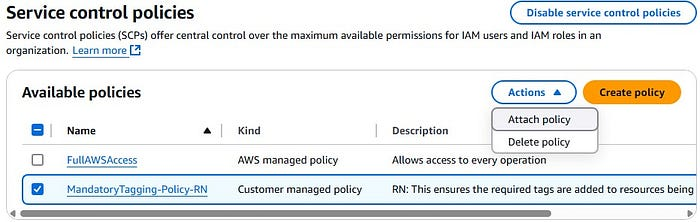 Service control policies
Disable service control policies
Service control policies (SCPs) offer central control over the maximum available permissions for IAM users and IAM roles in an
organization. Learn more
Available policies
Actions
Create policy
Attach policy
Delete policy
Name
Kind
Description
FullAWSAccess
AWS managed policy
Allows access to every operation
MandatoryTagging-Policy-RN
Customer managed policy
RN: This ensures the required tags are added to resources being